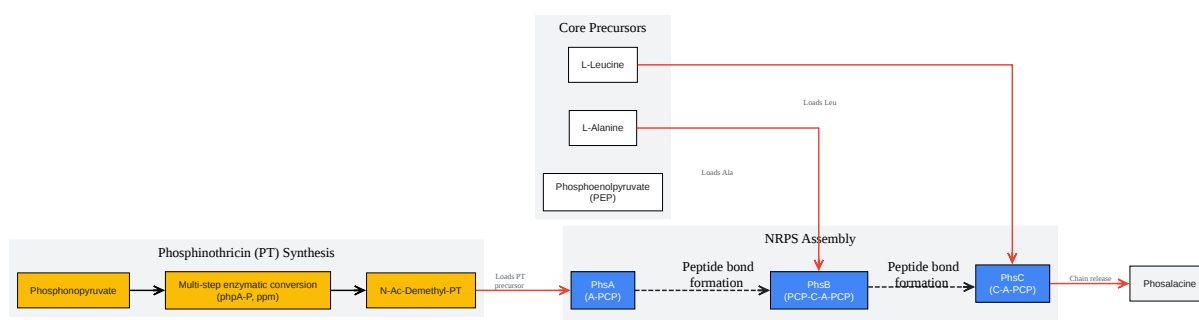 Core Precursors
L-Leucine
Loads Leu
L-Alanine
Loads Ala
Phosphoenolpyruvate
(PEP)
Phosphinothricin (PT) Synthesis
Phosphonopyruvate
Multi-step enzymatic conversion
(phpA-P, ppm)
N-Ac-Demethyl-PT
Loads PT
precursor
NRPS Assembly
PhsA
(A-PCP)
Peptide bond
formation
PhsB
(PCP-C-A-PCP)
Peptide bond
formation
PhsC
(C-A-PCP)
Chain release
Phosalacine